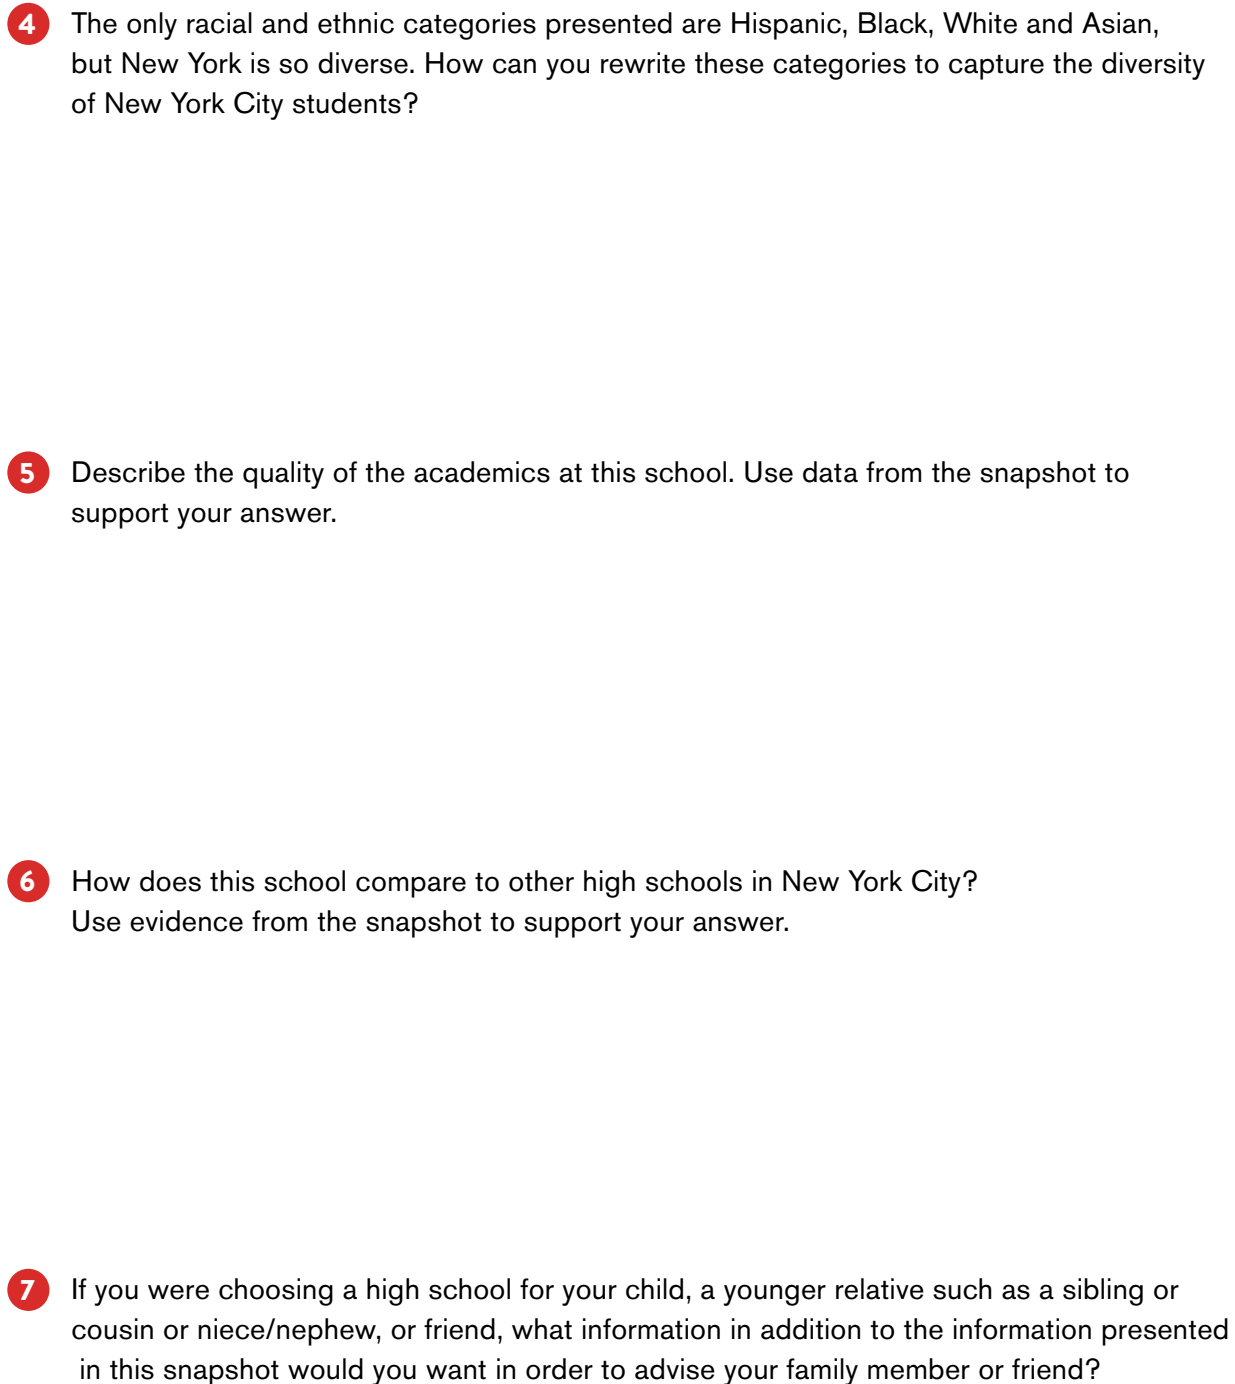 4 The only racial and ethnic categories presented are Hispanic, Black, White and Asian,
but New York is so diverse. How can you rewrite these categories to capture the diversity
of New York City students?
5 Describe the quality of the academics at this school. Use data from the snapshot to
support your answer.
6 How does this school compare to other high schools in New York City?
Use evidence from the snapshot to support your answer.
7 If you were choosing a high school for your child, a younger relative such as a sibling or
cousin or niece/nephew, or friend, what information in addition to the information presented
in this snapshot would you want in order to advise your family member or friend?